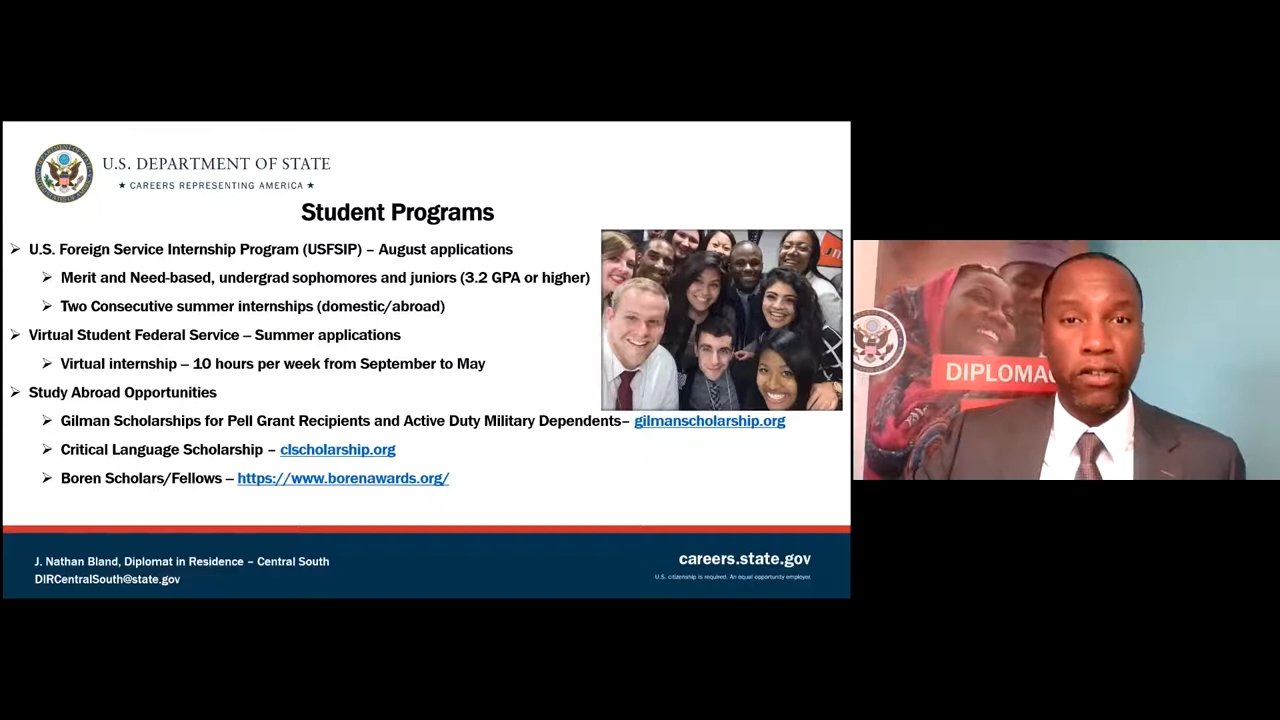 U.S. DEPARTMENT OF STATE
★ CAREERS REPRESENTING AMERICA ★
Student Programs
➢ U.S. Foreign Service Internship Program (USFSIP) – August applications
➢ Merit and Need-based, undergrad sophomores and juniors (3.2 GPA or higher)
➢ Two Consecutive summer internships (domestic/abroad)
➢ Virtual Student Federal Service – Summer applications
➢ Virtual internship – 10 hours per week from September to May
➢ Study Abroad Opportunities
➢ Gilman Scholarships for Pell Grant Recipients and Active Duty Military Dependents– gilmanscholarship.org
➢ Critical Language Scholarship – clscholarship.org
➢ Boren Scholars/Fellows – https://www.borenawards.org/
J. Nathan Bland, Diplomat in Residence – Central South
DIRCentralSouth@state.gov
careers.state.gov
U.S. citizenship is required. An equal opportunity employer.
DIPLOMAC